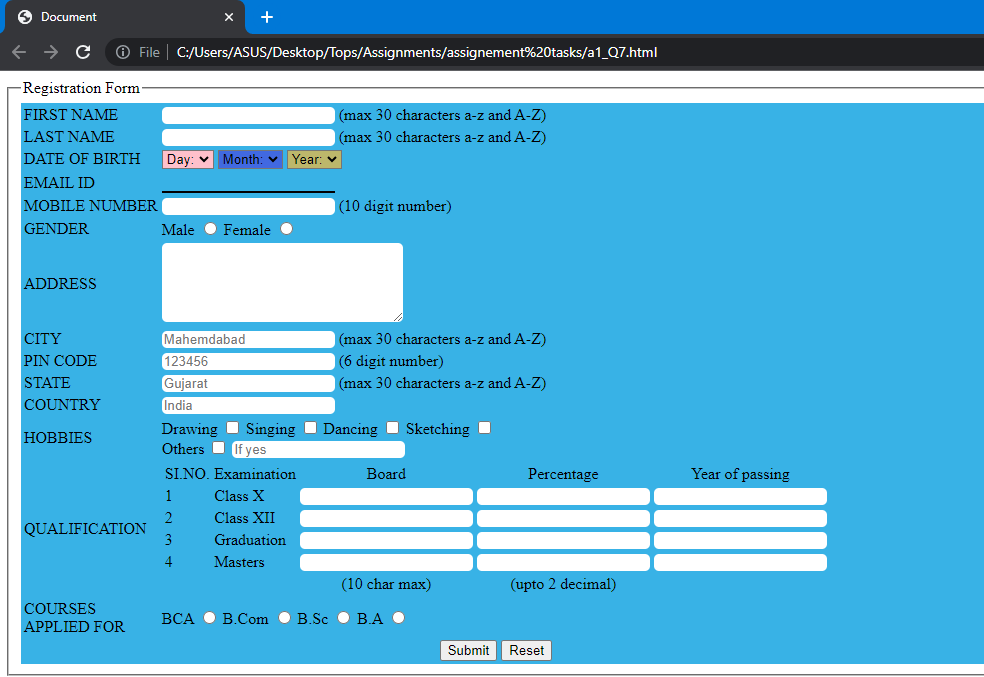 Document
File C:/Users/ASUS/Desktop/Tops/Assignments/assignement%20tasks/a1_Q7.html
Registration Form
FIRST NAME (max 30 characters a-z and A-Z)
LAST NAME (max 30 characters a-z and A-Z)
DATE OF BIRTH Day: Month: Year:
EMAIL ID
MOBILE NUMBER (10 digit number)
GENDER Male Female
ADDRESS
CITY Mahemdabad (max 30 characters a-z and A-Z)
PIN CODE 123456 (6 digit number)
STATE Gujarat (max 30 characters a-z and A-Z)
COUNTRY India
HOBBIES Drawing Singing Dancing Sketching
Others If yes
QUALIFICATION
SI.NO. Examination Board Percentage Year of passing
1 Class X
2 Class XII
3 Graduation
4 Masters
(10 char max) (upto 2 decimal)
COURSES
APPLIED FOR BCA B.Com B.Sc B.A
Submit Reset